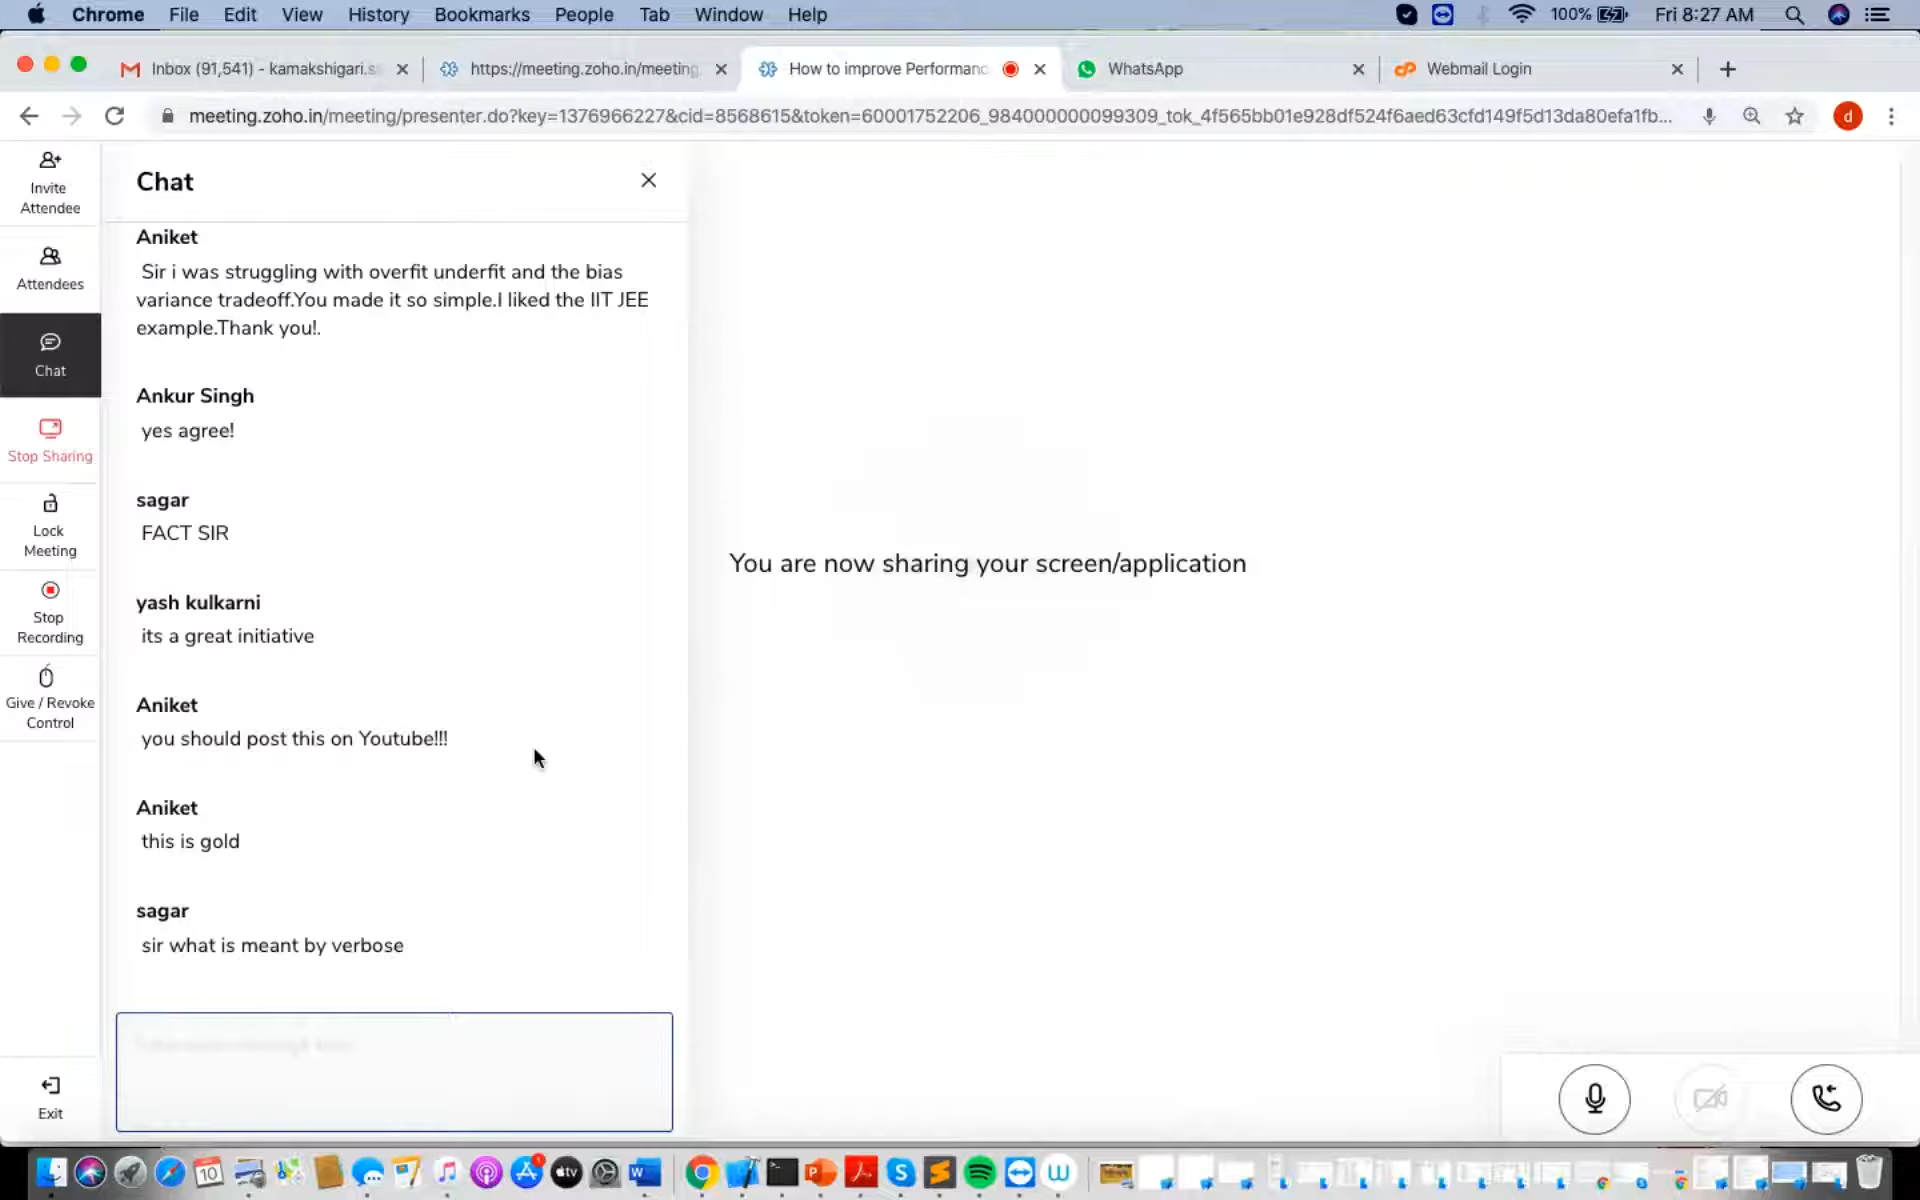 Chrome File Edit View History Bookmarks People Tab Window Help 100% Fri 8:27 AM
Inbox (91,541) - kamakshigari.s https://meeting.zoho.in/meeting How to improve Performanc WhatsApp Webmail Login
meeting.zoho.in/meeting/presenter.do?key=1376966227&cid=8568615&token=60001752206_984000000099309_tok_4f565bb01e928df524f6aed63cfd149f5d13da80efa1fb... d
Invite
Attendee
Attendees
Chat
Stop Sharing
Lock
Meeting
Stop
Recording
Give / Revoke
Control
Exit
Chat
Aniket
Sir i was struggling with overfit underfit and the bias
variance tradeoff.You made it so simple.I liked the IIT JEE
example.Thank you!.
Ankur Singh
yes agree!
sagar
FACT SIR
yash kulkarni
its a great initiative
Aniket
you should post this on Youtube!!!
Aniket
this is gold
sagar
sir what is meant by verbose
You are now sharing your screen/application
10 tv